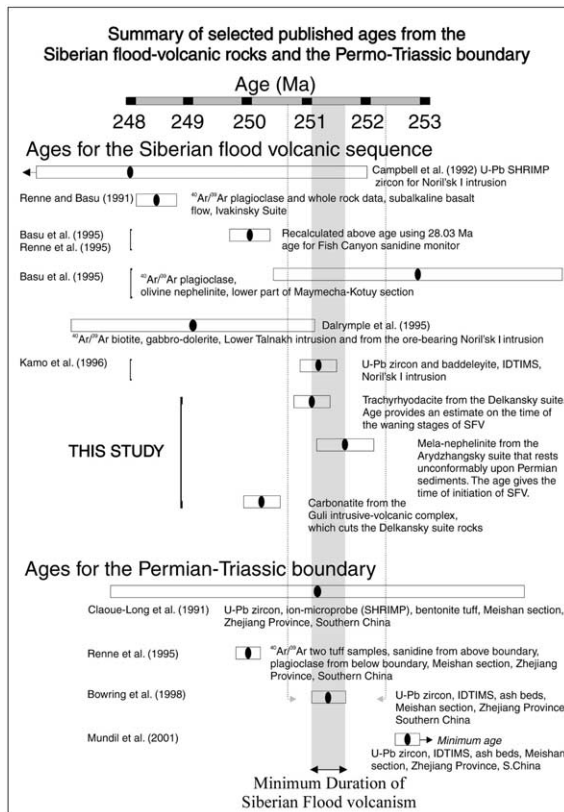 Summary of selected published ages from the
Siberian flood-volcanic rocks and the Permo-Triassic boundary
Age (Ma)
248 249 250 251 252 253
Ages for the Siberian flood volcanic sequence
Campbell et al. (1992) U-Pb SHRIMP
zircon for Noril'sk I intrusion
Renne and Basu (1991)
⁴⁰Ar/³⁹Ar plagioclase and whole rock data, subalkaline basalt
flow, Ivakinsky Suite
Basu et al. (1995)
Renne et al. (1995)
Recalculated above age using 28.03 Ma
age for Fish Canyon sanidine monitor
Basu et al. (1995)
⁴⁰Ar/³⁹Ar plagioclase,
olivine nephelinite, lower part of Maymecha-Kotuy section
Dalrymple et al. (1995)
⁴⁰Ar/³⁹Ar biotite, gabbro-dolerite, Lower Talnakh intrusion and from the ore-bearing Noril'sk I intrusion
Kamo et al. (1996)
U-Pb zircon and baddeleyite, IDTIMS,
Noril'sk I intrusion
THIS STUDY
Trachyrhyodacite from the Delkansky suite
Age provides an estimate on the time of
the waning stages of SFV
Mela-nephelinite from the
Arydzhangsky suite that rests
unconformably upon Permian
sediments. The age gives the
time of initiation of SFV.
Carbonatite from the
Guli intrusive-volcanic complex,
which cuts the Delkansky suite rocks
Ages for the Permian-Triassic boundary
Claoue-Long et al. (1991)
U-Pb zircon, ion-microprobe (SHRIMP), bentonite tuff, Meishan section,
Zhejiang Province, Southern China
Renne et al. (1995)
⁴⁰Ar/³⁹Ar two tuff samples, sanidine from above boundary,
plagioclase from below boundary, Meishan section, Zhejiang
Province, Southern China
Bowring et al. (1998)
U-Pb zircon, IDTIMS, ash beds,
Meishan section, Zhejiang Province
Southern China
Mundil et al. (2001)
Minimum age
U-Pb zircon, IDTIMS, ash beds, Meishan
section, Zhejiang Province, S.China
Minimum Duration of
Siberian Flood volcanism